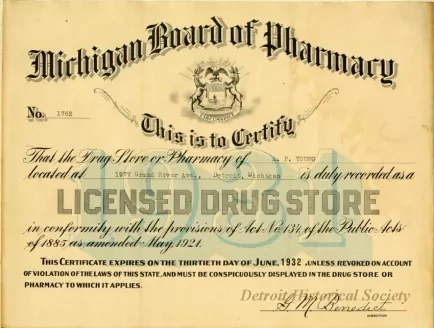 Michigan Board of Pharmacy
No. 1762
This is to Certify
That the Drug Store or Pharmacy of A. P. YOUNG
located at 1977 Grand River Ave., Detroit, Michigan is duly recorded as a
1931
LICENSED DRUG STORE
in conformity with the provisions of Act No. 134 of the Public Acts
of 1885 as amended May, 1921.
THIS CERTIFICATE EXPIRES ON THE THIRTIETH DAY OF JUNE, 1932, UNLESS REVOKED ON ACCOUNT
OF VIOLATION OF THE LAWS OF THIS STATE, AND MUST BE CONSPICUOUSLY DISPLAYED IN THE DRUG STORE OR
PHARMACY TO WHICH IT APPLIES.
Detroit Historical Society
G. M. Benedict
DIRECTOR